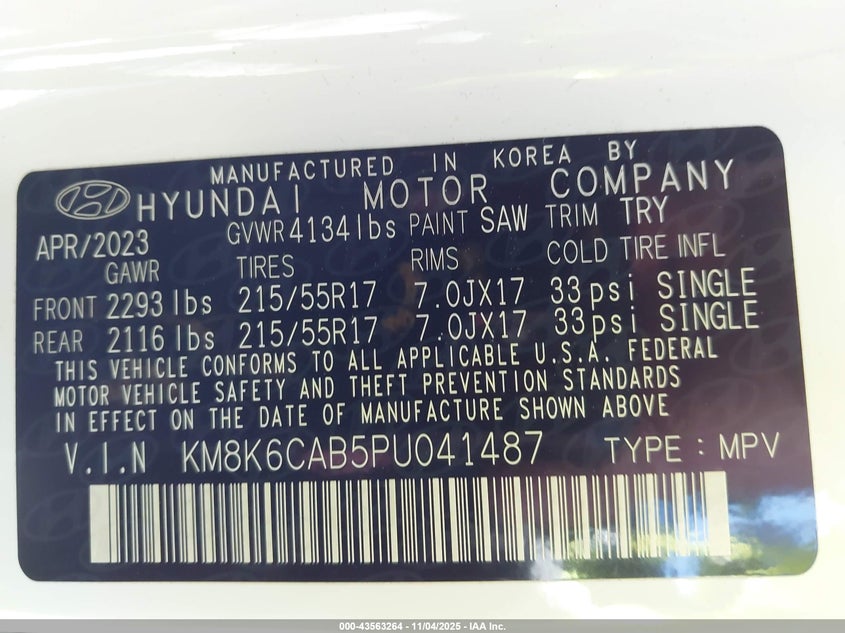 MANUFACTURED IN KOREA BY
HYUNDAI MOTOR COMPANY
APR/2023 GVWR 4134 lbs PAINT SAW TRIM TRY
GAWR TIRES RIMS COLD TIRE INFL
FRONT 2293 lbs 215/55R17 7.0JX17 33 psi SINGLE
REAR 2116 lbs 215/55R17 7.0JX17 33 psi SINGLE
THIS VEHICLE CONFORMS TO ALL APPLICABLE U.S.A. FEDERAL
MOTOR VEHICLE SAFETY AND THEFT PREVENTION STANDARDS
IN EFFECT ON THE DATE OF MANUFACTURE SHOWN ABOVE
V.I.N KM8K6CAB5PU041487 TYPE : MPV
000-43563264 - 11/04/2025 - IAA Inc.